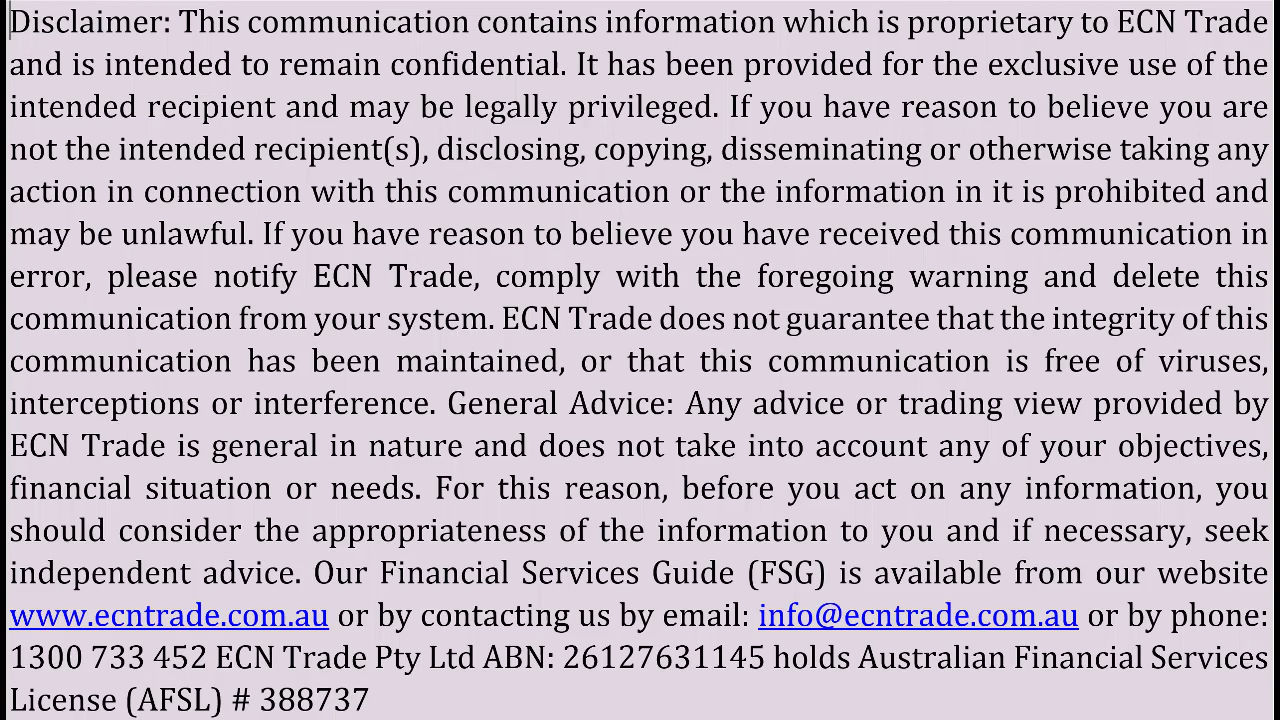 Disclaimer: This communication contains information which is proprietary to ECN Trade
and is intended to remain confidential. It has been provided for the exclusive use of the
intended recipient and may be legally privileged. If you have reason to believe you are
not the intended recipient(s), disclosing, copying, disseminating or otherwise taking any
action in connection with this communication or the information in it is prohibited and
may be unlawful. If you have reason to believe you have received this communication in
error, please notify ECN Trade, comply with the foregoing warning and delete this
communication from your system. ECN Trade does not guarantee that the integrity of this
communication has been maintained, or that this communication is free of viruses,
interceptions or interference. General Advice: Any advice or trading view provided by
ECN Trade is general in nature and does not take into account any of your objectives,
financial situation or needs. For this reason, before you act on any information, you
should consider the appropriateness of the information to you and if necessary, seek
independent advice. Our Financial Services Guide (FSG) is available from our website
www.ecntrade.com.au or by contacting us by email: info@ecntrade.com.au or by phone:
1300 733 452 ECN Trade Pty Ltd ABN: 26127631145 holds Australian Financial Services
License (AFSL) # 388737